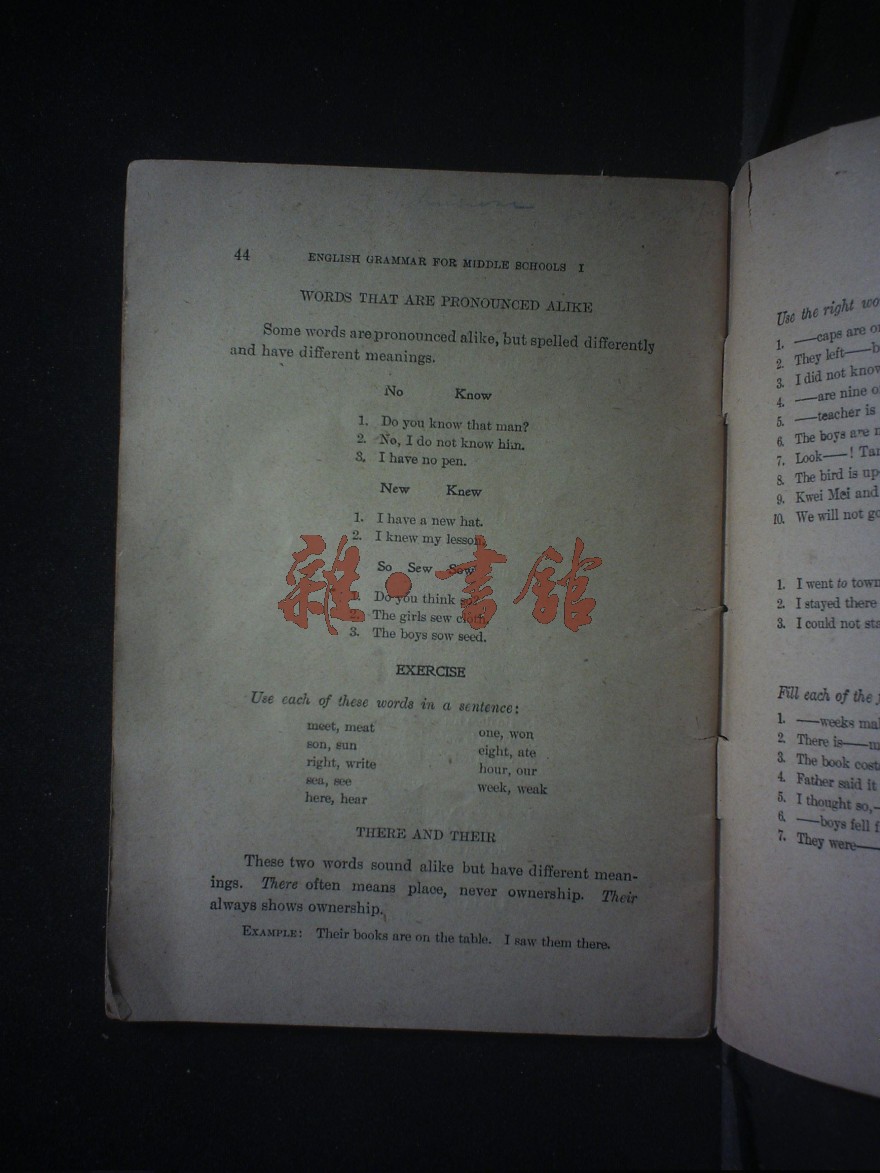 44 ENGLISH GRAMMAR FOR MIDDLE SCHOOLS I
WORDS THAT ARE PRONOUNCED ALIKE
Some words are pronounced alike, but spelled differently
and have different meanings.
No Know
1. Do you know that man?
2. No, I do not know him.
3. I have no pen.
New Knew
1. I have a new hat.
2. I knew my lesson.
So Sew Sow
Do you think so.
2. The girls sew cloth.
3. The boys sow seed.
雜·書館
EXERCISE
Use each of these words in a sentence:
meet, meat
son, sun
right, write
sea, see
here, hear
one, won
eight, ate
hour, our
week, weak
THERE AND THEIR
These two words sound alike but have different mean-
ings. There often means place, never ownership. Their
always shows ownership.
EXAMPLE: Their books are on the table. I saw them there.
Use the right
1. —caps are
2. They left—
3. I did not know
4. —are nine
5. —teacher is
6. The boys are
7. Look—!
8. The bird is up
9. Kwei Mei and
10. We will not
1. I went to town
2. I stayed there
3. I could not
Fill each of the
1. —weeks
2. There is—
3. The book
4. Father said it
5. I thought so,—
6. —boys fell
7. They were—